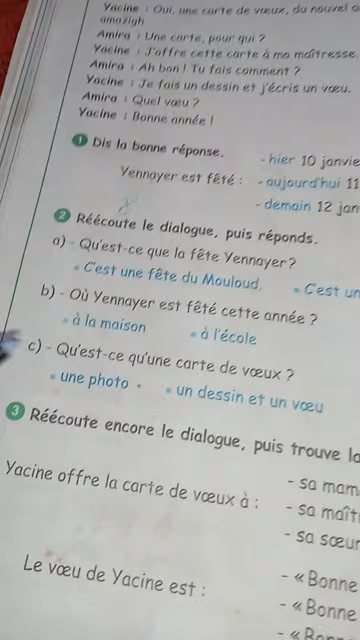 Yacine : Oui, une carte de vœux, du nouvel
amazigh
Amira : Une carte, pour qui ?
Yacine : J'offre cette carte à ma maîtresse.
Amira : Ah bon ! Tu fais comment ?
Yacine : Je fais un dessin et j'écris un vœu.
Amira : Quel vœu ?
Yacine : Bonne année !
1 Dis la bonne réponse.
- hier 10 janvie
Yennayer est fêté : - aujourd'hui 11
- demain 12 jan
2 Réécoute le dialogue, puis réponds.
a) - Qu'est-ce que la fête Yennayer ?
• C'est une fête du Mouloud. • C'est un
b) - Où Yennayer est fêté cette année ?
• à la maison • à l'école
c) - Qu'est-ce qu'une carte de vœux ?
• une photo • • un dessin et un vœu
3 Réécoute encore le dialogue, puis trouve la
- sa mam
Yacine offre la carte de vœux à : - sa maît
- sa sœur
Le vœu de Yacine est : - « Bonne
- « Bonne
- « Bon